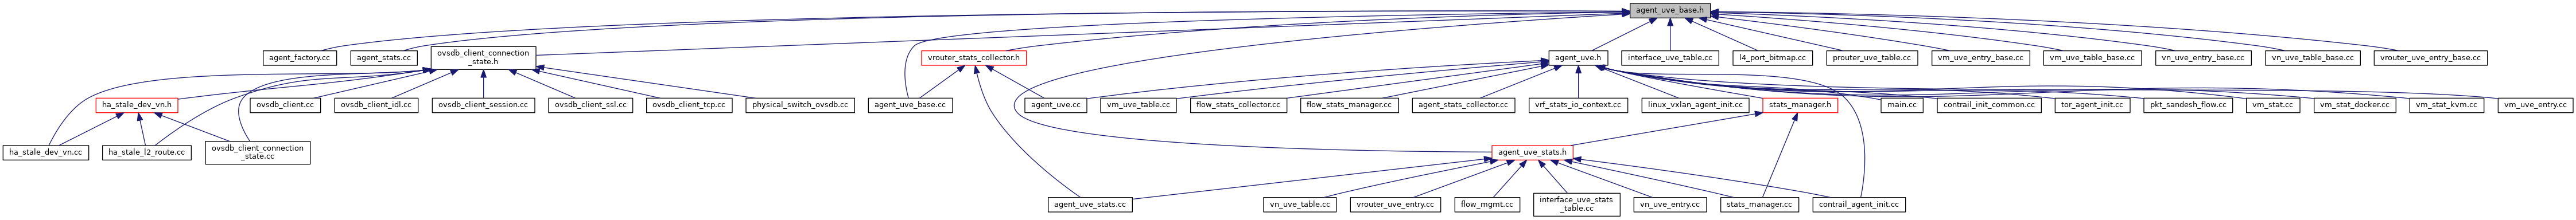 agent_uve_base.h
agent_factory.cc
agent_stats.cc
ovsdb_client_connection
_state.h
vrouter_stats_collector.h
agent_uve.h
interface_uve_table.cc
l4_port_bitmap.cc
prouter_uve_table.cc
vm_uve_entry_base.cc
vm_uve_table_base.cc
vn_uve_entry_base.cc
vn_uve_table_base.cc
vrouter_uve_entry_base.cc
ha_stale_dev_vn.h
ovsdb_client.cc
ovsdb_client_idl.cc
ovsdb_client_session.cc
ovsdb_client_ssl.cc
ovsdb_client_tcp.cc
physical_switch_ovsdb.cc
agent_uve_base.cc
agent_uve.cc
vm_uve_table.cc
flow_stats_collector.cc
flow_stats_manager.cc
agent_stats_collector.cc
vrf_stats_io_context.cc
linux_vxlan_agent_init.cc
stats_manager.h
main.cc
contrail_init_common.cc
tor_agent_init.cc
pkt_sandesh_flow.cc
vm_stat.cc
vm_stat_docker.cc
vm_stat_kvm.cc
vm_uve_entry.cc
ha_stale_dev_vn.cc
ha_stale_l2_route.cc
ovsdb_client_connection
_state.cc
agent_uve_stats.h
agent_uve_stats.cc
vn_uve_table.cc
vrouter_uve_entry.cc
flow_mgmt.cc
interface_uve_stats
_table.cc
vn_uve_entry.cc
stats_manager.cc
contrail_agent_init.cc